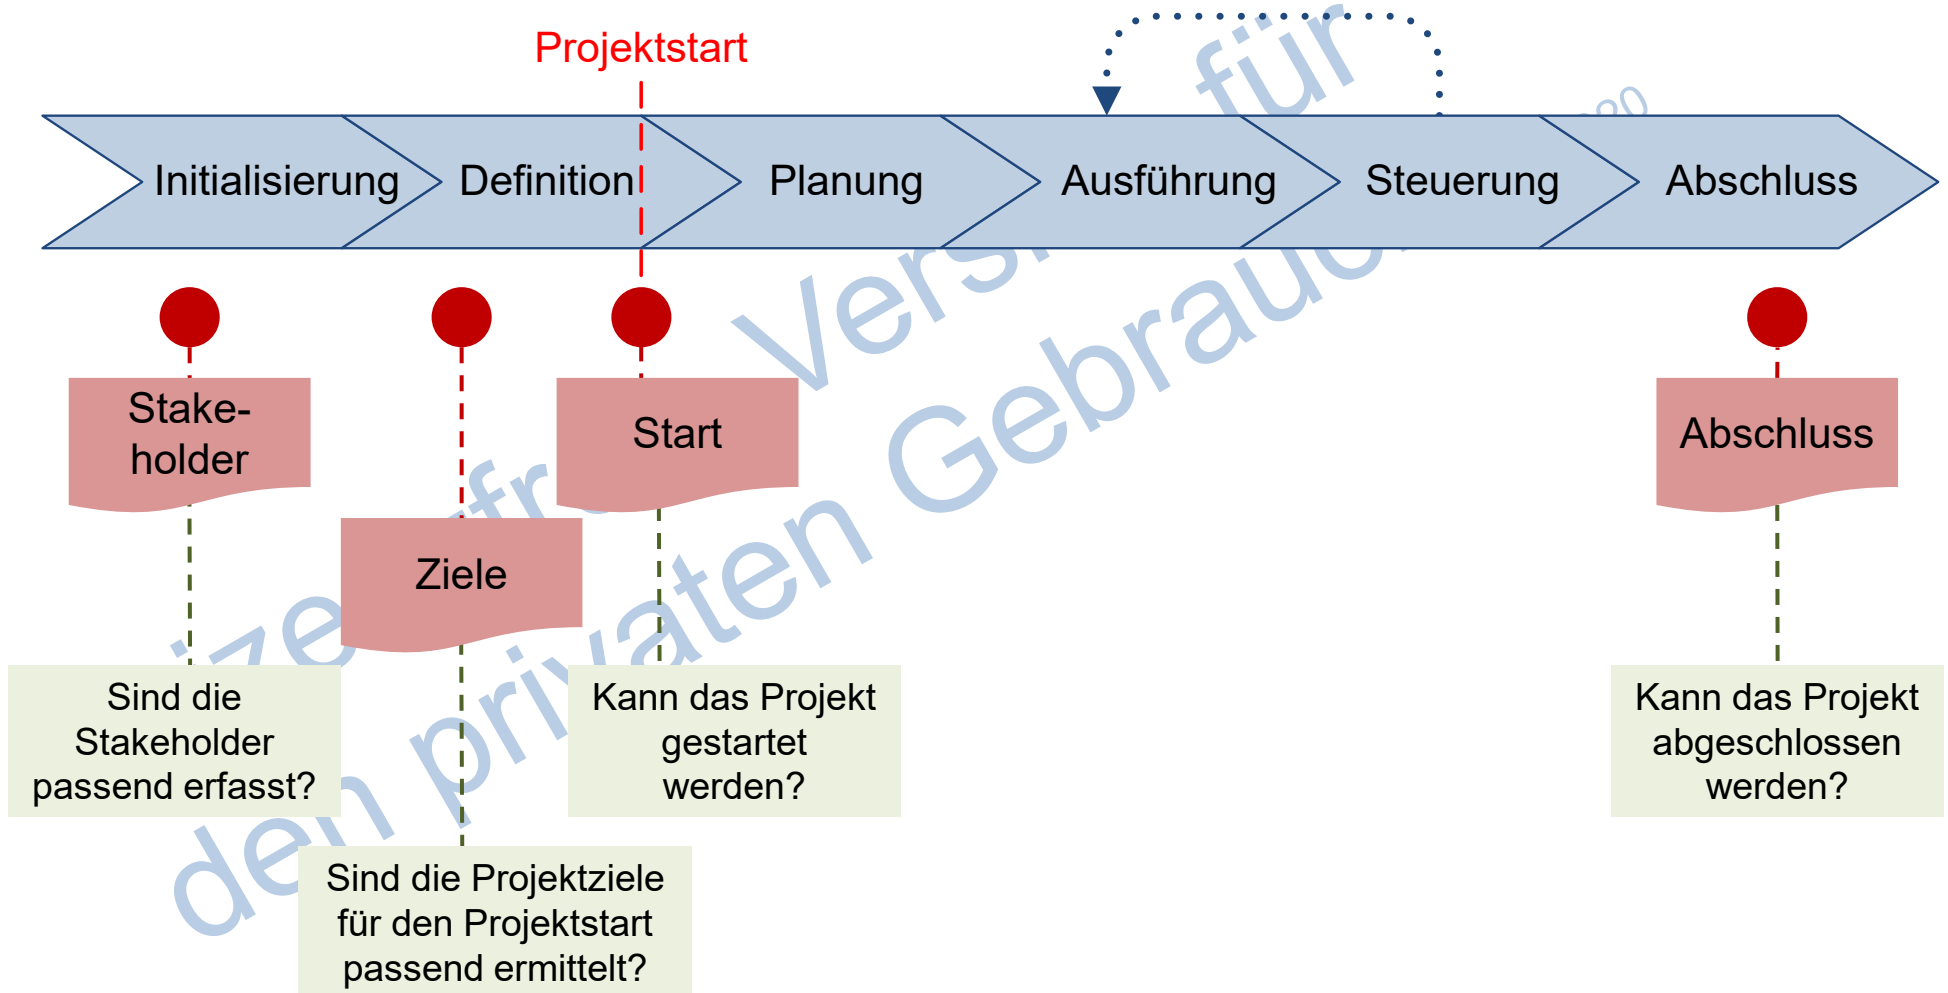 Projektstart
Initialisierung
Definition
Planung
Ausführung
Steuerung
Abschluss
Stake-
holder
Ziele
Start
Abschluss
Sind die
Stakeholder
passend erfasst?
Sind die Projektziele
für den Projektstart
passend ermittelt?
Kann das Projekt
gestartet
werden?
Kann das Projekt
abgeschlossen
werden?
für
den privaten Gebrauch